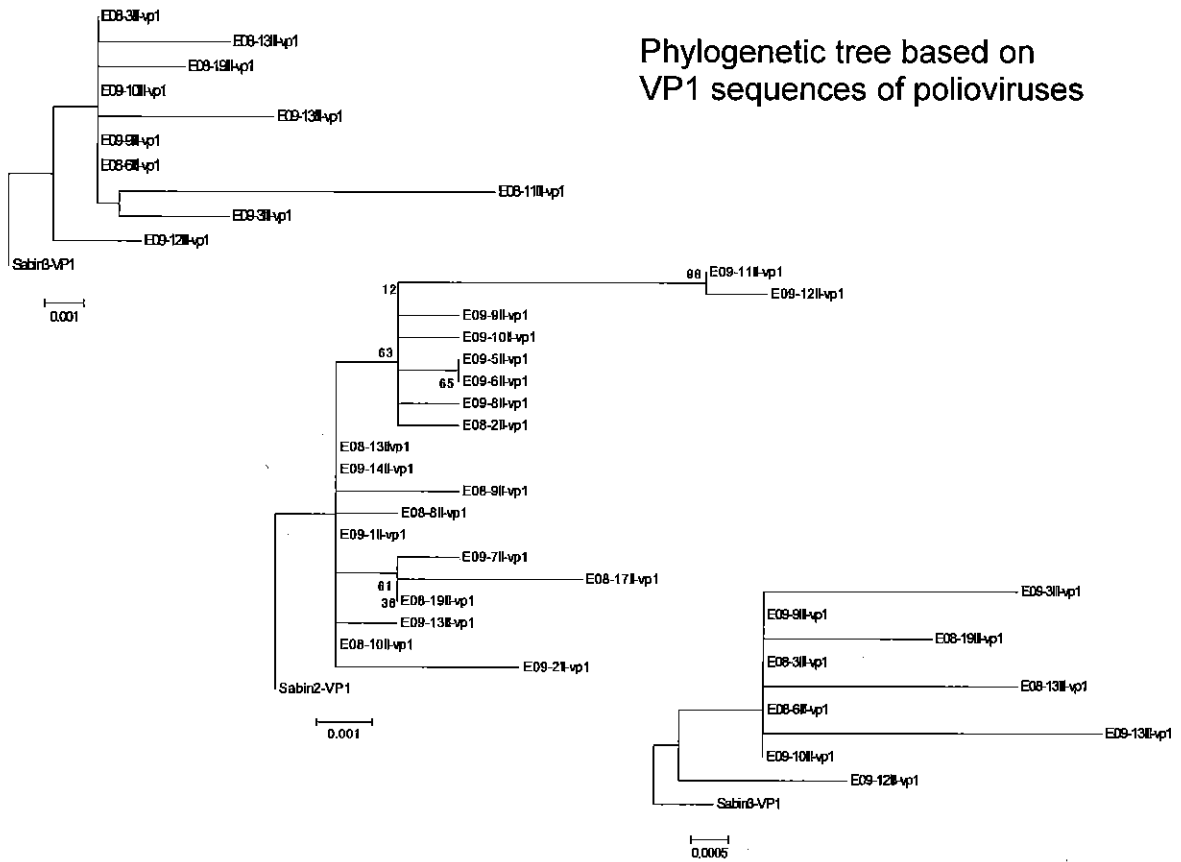 Phylogenetic tree based on
VP1 sequences of polioviruses
E08-3III-vp1
E08-13III-vp1
E08-19III-vp1
E09-10III-vp1
E09-13III-vp1
E09-9III-vp1
E08-6III-vp1
E08-11III-vp1
E09-3III-vp1
E09-12III-vp1
Sabin3-VP1
0.001
98
E09-11II-vp1
12
E09-12II-vp1
E09-9II-vp1
E09-10II-vp1
63
E09-5II-vp1
65
E09-6II-vp1
E09-8II-vp1
E08-2II-vp1
E08-13IIvp1
E09-14II-vp1
E08-9II-vp1
E08-8II-vp1
E09-1II-vp1
E09-7II-vp1
E08-17II-vp1
61
36
E08-19II-vp1
E09-13II-vp1
E08-10II-vp1
E09-2II-vp1
Sabin2-VP1
0.001
E09-3III-vp1
E09-9III-vp1
E08-19III-vp1
E08-3III-vp1
E08-13III-vp1
E08-6III-vp1
E09-13III-vp1
E09-10III-vp1
E09-12III-vp1
Sabin3-VP1
0.0005